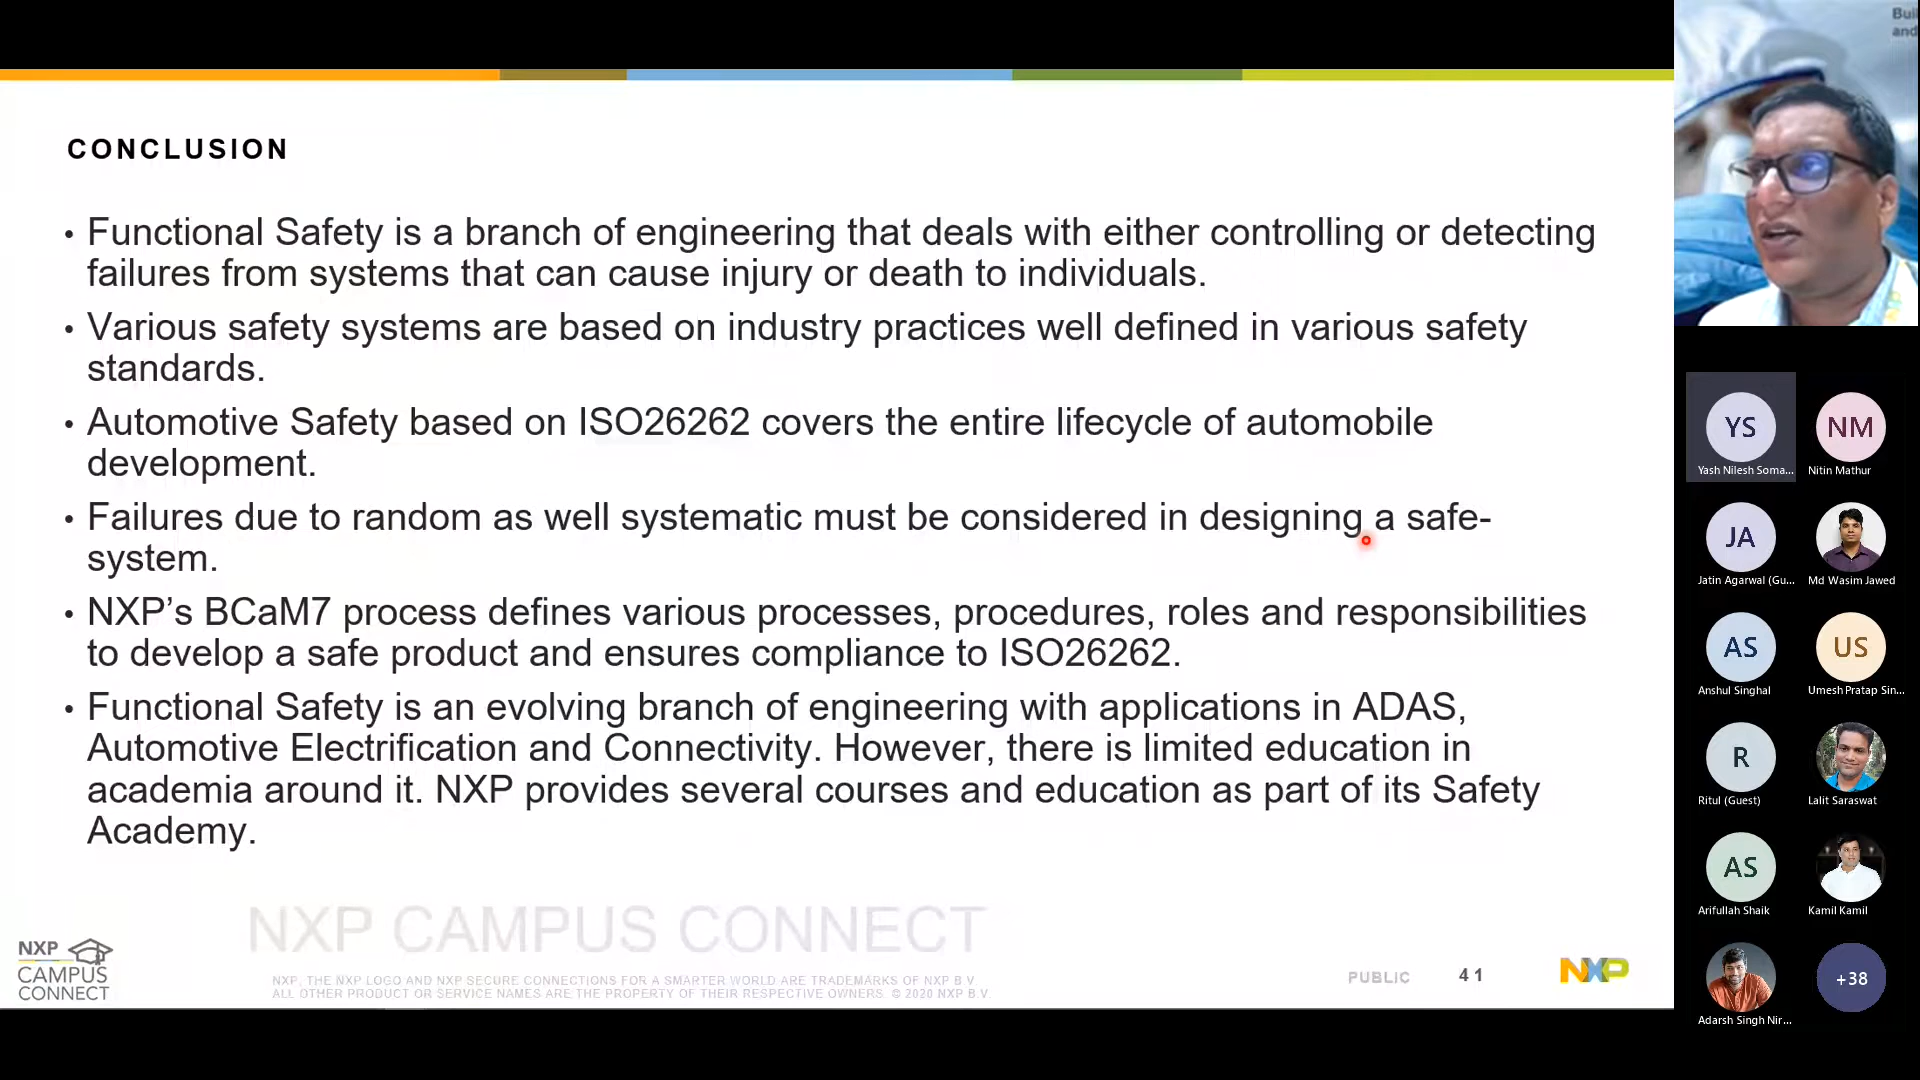 Buil
and
CONCLUSION
• Functional Safety is a branch of engineering that deals with either controlling or detecting
failures from systems that can cause injury or death to individuals.
• Various safety systems are based on industry practices well defined in various safety
standards.
• Automotive Safety based on ISO26262 covers the entire lifecycle of automobile
development.
• Failures due to random as well systematic must be considered in designing a safe-
system.
• NXP’s BCaM7 process defines various processes, procedures, roles and responsibilities
to develop a safe product and ensures compliance to ISO26262.
• Functional Safety is an evolving branch of engineering with applications in ADAS,
Automotive Electrification and Connectivity. However, there is limited education in
academia around it. NXP provides several courses and education as part of its Safety
Academy.
NXP CAMPUS CONNECT
NXP, THE NXP LOGO AND NXP SECURE CONNECTIONS FOR A SMARTER WORLD ARE TRADEMARKS OF NXP B.V.
ALL OTHER PRODUCT OR SERVICE NAMES ARE THE PROPERTY OF THEIR RESPECTIVE OWNERS. © 2020 NXP B.V.
NXP
CAMPUS
CONNECT
PUBLIC
41
NXP
YS
Yash Nilesh Soma...
NM
Nitin Mathur
JA
Jatin Agarwal (Gu...
Md Wasim Jawed
AS
Anshul Singhal
US
Umesh Pratap Sin...
R
Ritul (Guest)
Lalit Saraswat
AS
Arifullah Shaik
Kamil Kamil
Adarsh Singh Nir...
+38